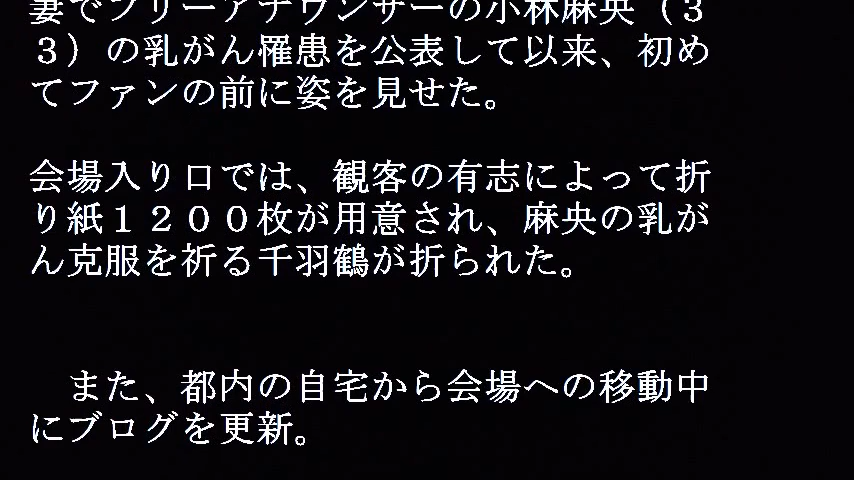 妻でフリーアナウンサーの小林麻央（３
３）の乳がん罹患を公表して以来、初め
てファンの前に姿を見せた。
会場入り口では、観客の有志によって折
り紙１２００枚が用意され、麻央の乳が
ん克服を祈る千羽鶴が折られた。
　また、都内の自宅から会場への移動中
にブログを更新。